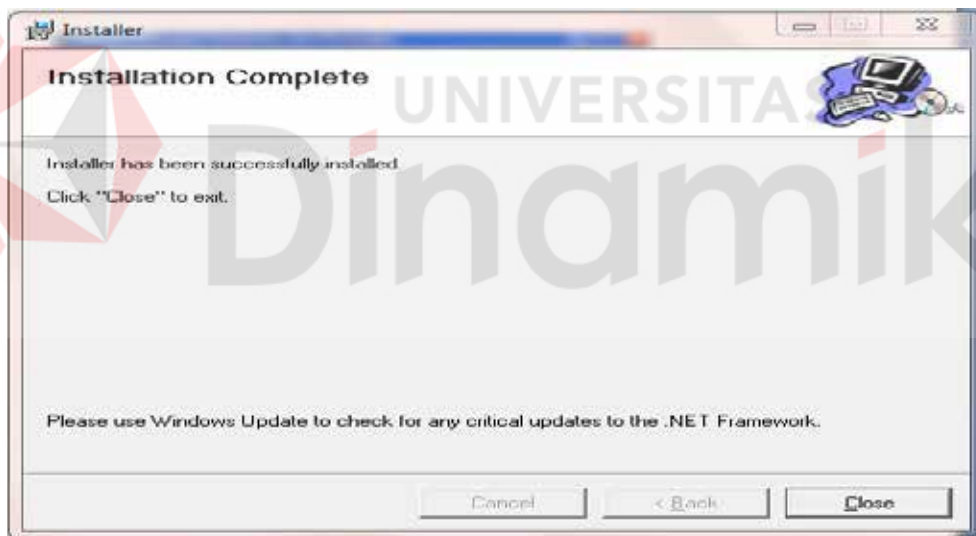 Installer
Installation Complete
UNIVERSITAS
Dinamika
Installer has been successfully installed.
Click "Close" to exit.
Please use Windows Update to check for any critical updates to the .NET Framework.
Cancel
< Back
Close